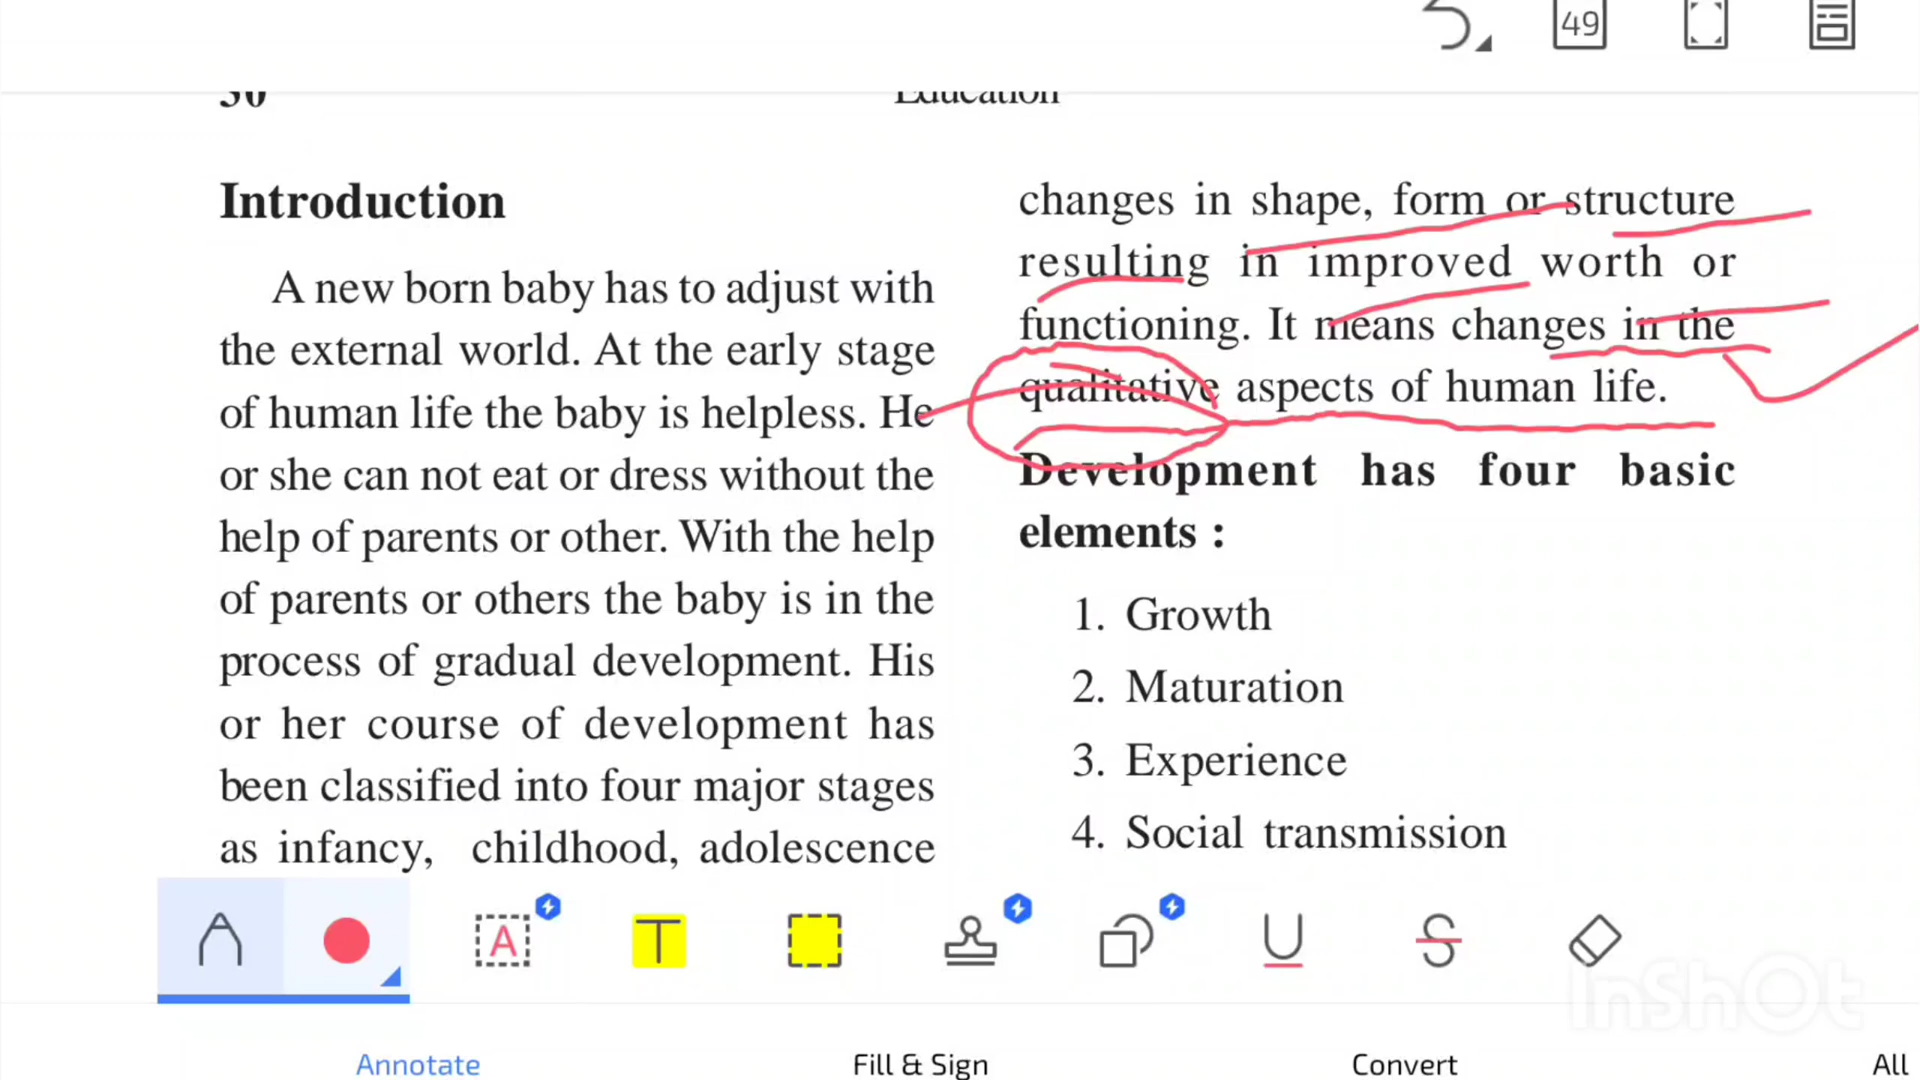 49
30 Education
Introduction
A new born baby has to adjust with
the external world. At the early stage
of human life the baby is helpless. He
or she can not eat or dress without the
help of parents or other. With the help
of parents or others the baby is in the
process of gradual development. His
or her course of development has
been classified into four major stages
as infancy, childhood, adolescence
changes in shape, form or structure
resulting in improved worth or
functioning. It means changes in the
qualitative aspects of human life.
Development has four basic
elements :
1. Growth
2. Maturation
3. Experience
4. Social transmission
A T U S
InShOt
Annotate Fill & Sign Convert All